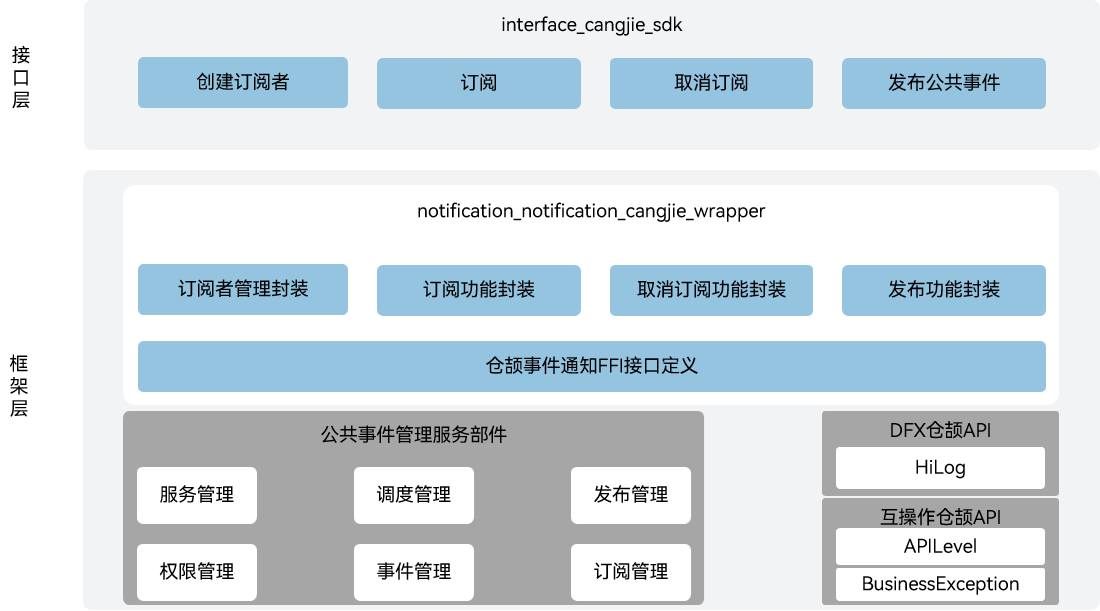 接口层
interface_cangjie_sdk
创建订阅者
订阅
取消订阅
发布公共事件
框架层
notification_notification_cangjie_wrapper
订阅者管理封装
订阅功能封装
取消订阅功能封装
发布功能封装
仓颉事件通知FFI接口定义
公共事件管理服务部件
服务管理
调度管理
发布管理
权限管理
事件管理
订阅管理
DFX仓颉API
HiLog
互操作仓颉API
APILevel
BusinessException